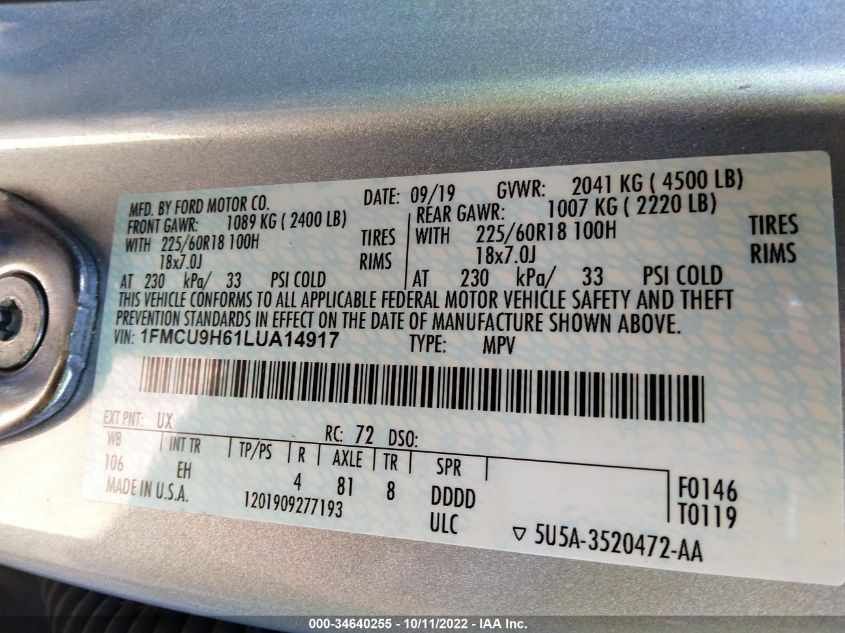 MFD. BY FORD MOTOR CO. DATE: 09/19 GVWR: 2041 KG ( 4500 LB)
FRONT GAWR: 1089 KG ( 2400 LB) REAR GAWR: 1007 KG ( 2220 LB)
WITH 225/60R18 100H TIRES WITH 225/60R18 100H TIRES
18x7.0J RIMS 18x7.0J RIMS
AT 230 kPa/ 33 PSI COLD AT 230 kPa/ 33 PSI COLD
THIS VEHICLE CONFORMS TO ALL APPLICABLE FEDERAL MOTOR VEHICLE SAFETY AND THEFT
PREVENTION STANDARDS IN EFFECT ON THE DATE OF MANUFACTURE SHOWN ABOVE.
VIN: 1FMCU9H61LUA14917 TYPE: MPV
EXT PNT: UX RC: 72 DSO:
WB INT TR TP/PS R AXLE TR SPR
106 EH 4 81 8 DDDD F0146
MADE IN U.S.A. 1201909277193 ULC T0119
▽ 5U5A-3520472-AA
000-34640255 - 10/11/2022 - IAA Inc.